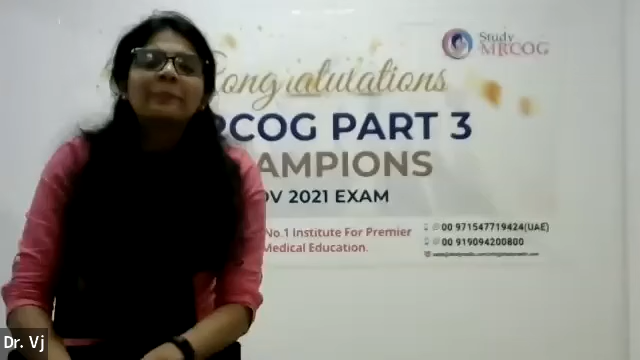 Study
MRCOG
Congratulations
RCOG PART 3
AMPIONS
OV 2021 EXAM
No.1 Institute For Premier
Medical Education.
00 971547719424(UAE)
00 919094200800
Dr. Vj